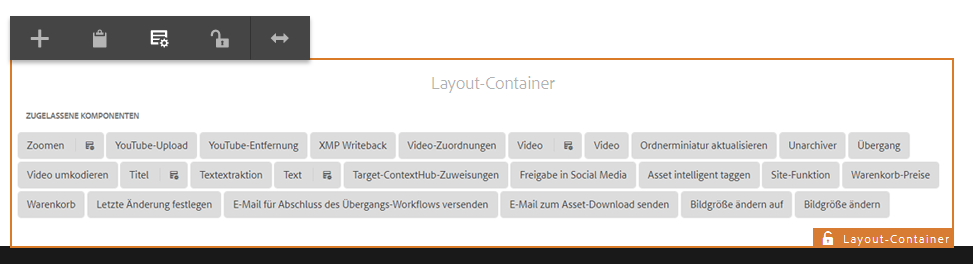 Layout-Container
ZUGELASSENE KOMPONENTEN
Zoomen YouTube-Upload YouTube-Entfernung XMP Writeback Video-Zuordnungen Video Video Ordnerminiatur aktualisieren Unarchiver Übergang
Video umkodieren Titel Textextraktion Text Target-ContextHub-Zuweisungen Freigabe in Social Media Asset intelligent taggen Site-Funktion Warenkorb-Preise
Warenkorb Letzte Änderung festlegen E-Mail für Abschluss des Übergangs-Workflows versenden E-Mail zum Asset-Download senden Bildgröße ändern auf Bildgröße ändern
Layout-Container